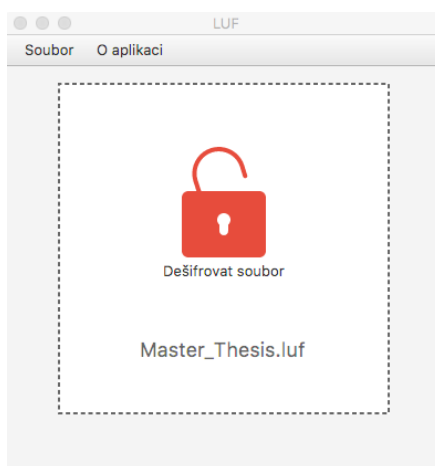 LUF
Soubor O aplikaci
Dešifrovat soubor
Master_Thesis.luf